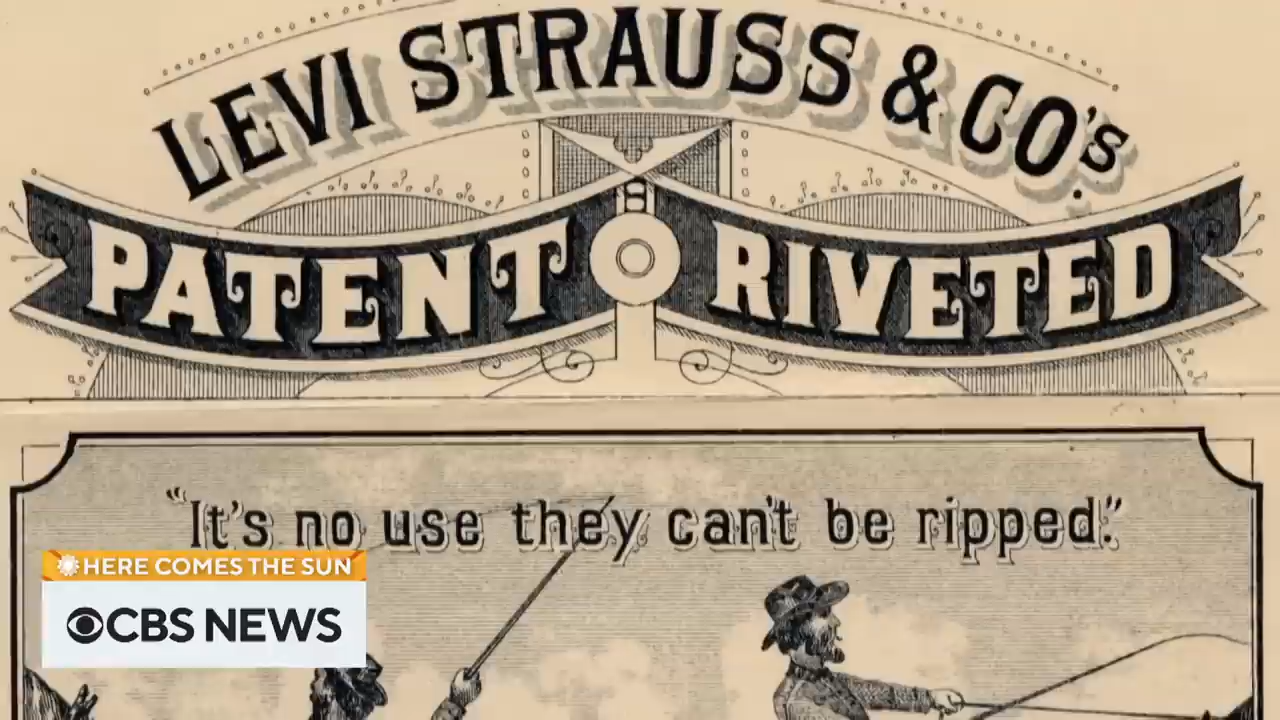 LEVI STRAUSS & CO's
PATENT RIVETED
"It's no use they can't be ripped."
HERE COMES THE SUN
CBS NEWS